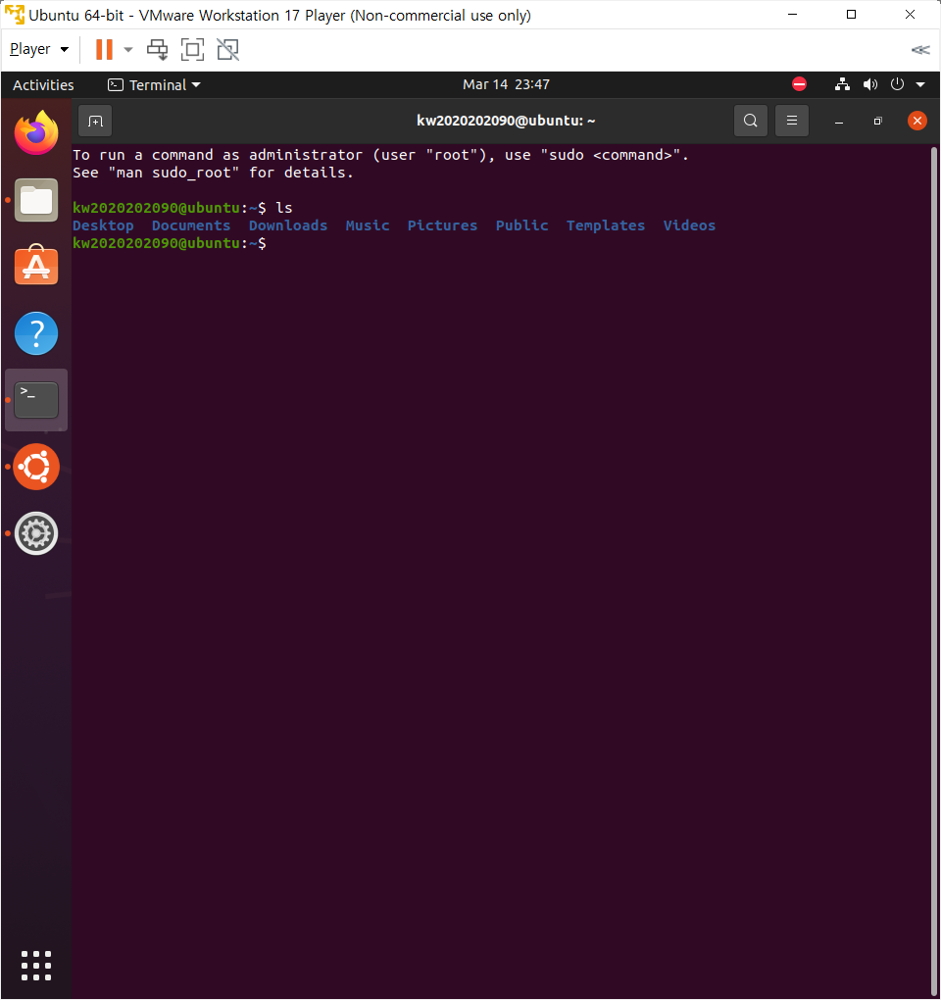 Ubuntu 64-bit - VMware Workstation 17 Player (Non-commercial use only)
Player
Activities Terminal Mar 14 23:47
kw2020202090@ubuntu: ~
To run a command as administrator (user "root"), use "sudo <command>".
See "man sudo_root" for details.
kw2020202090@ubuntu:~$ ls
Desktop Documents Downloads Music Pictures Public Templates Videos
kw2020202090@ubuntu:~$